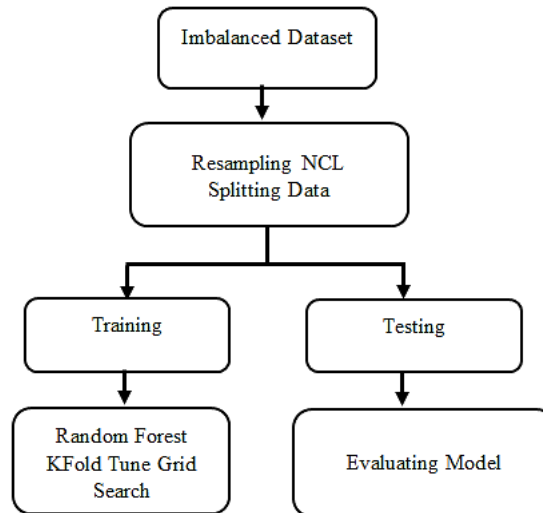 Imbalanced Dataset
Resampling NCL
Splitting Data
Training
Testing
Random Forest
KFold Tune Grid
Search
Evaluating Model